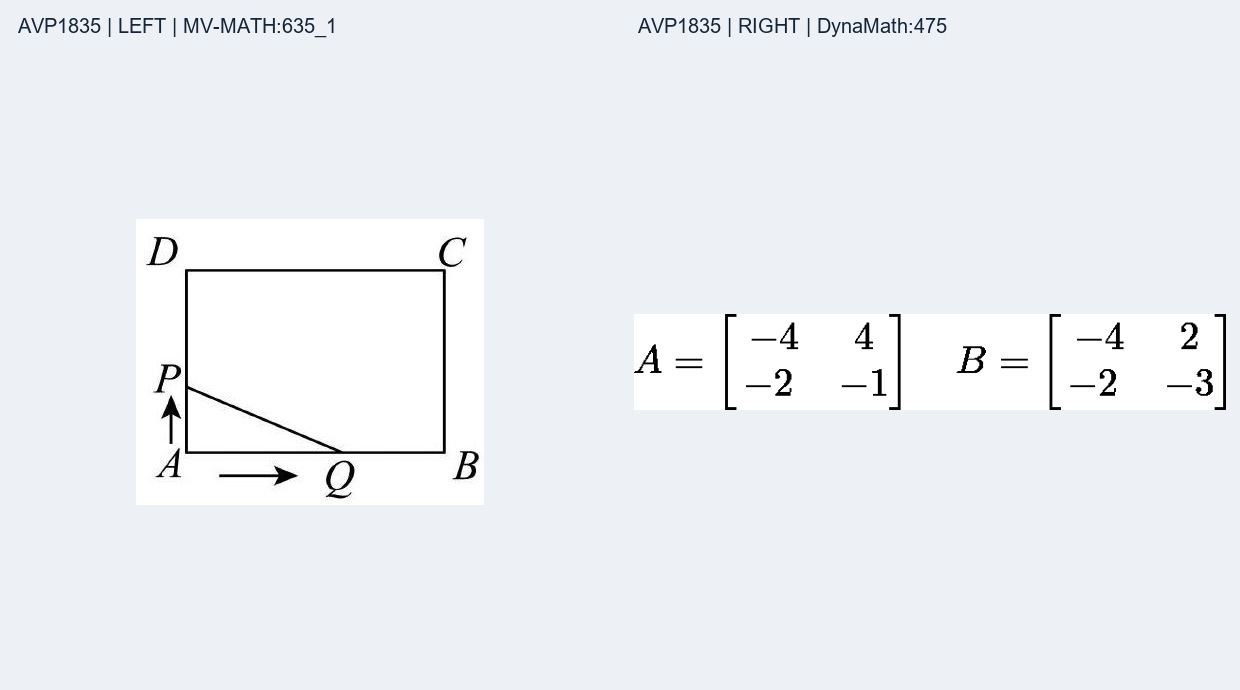 AVP1835 | LEFT | MV-MATH:635_1
AVP1835 | RIGHT | DynaMath:475
D C
P
A Q B
A = [ −4 4 ] B = [ −4 2 ]
[ −2 −1 ] [ −2 −3 ]